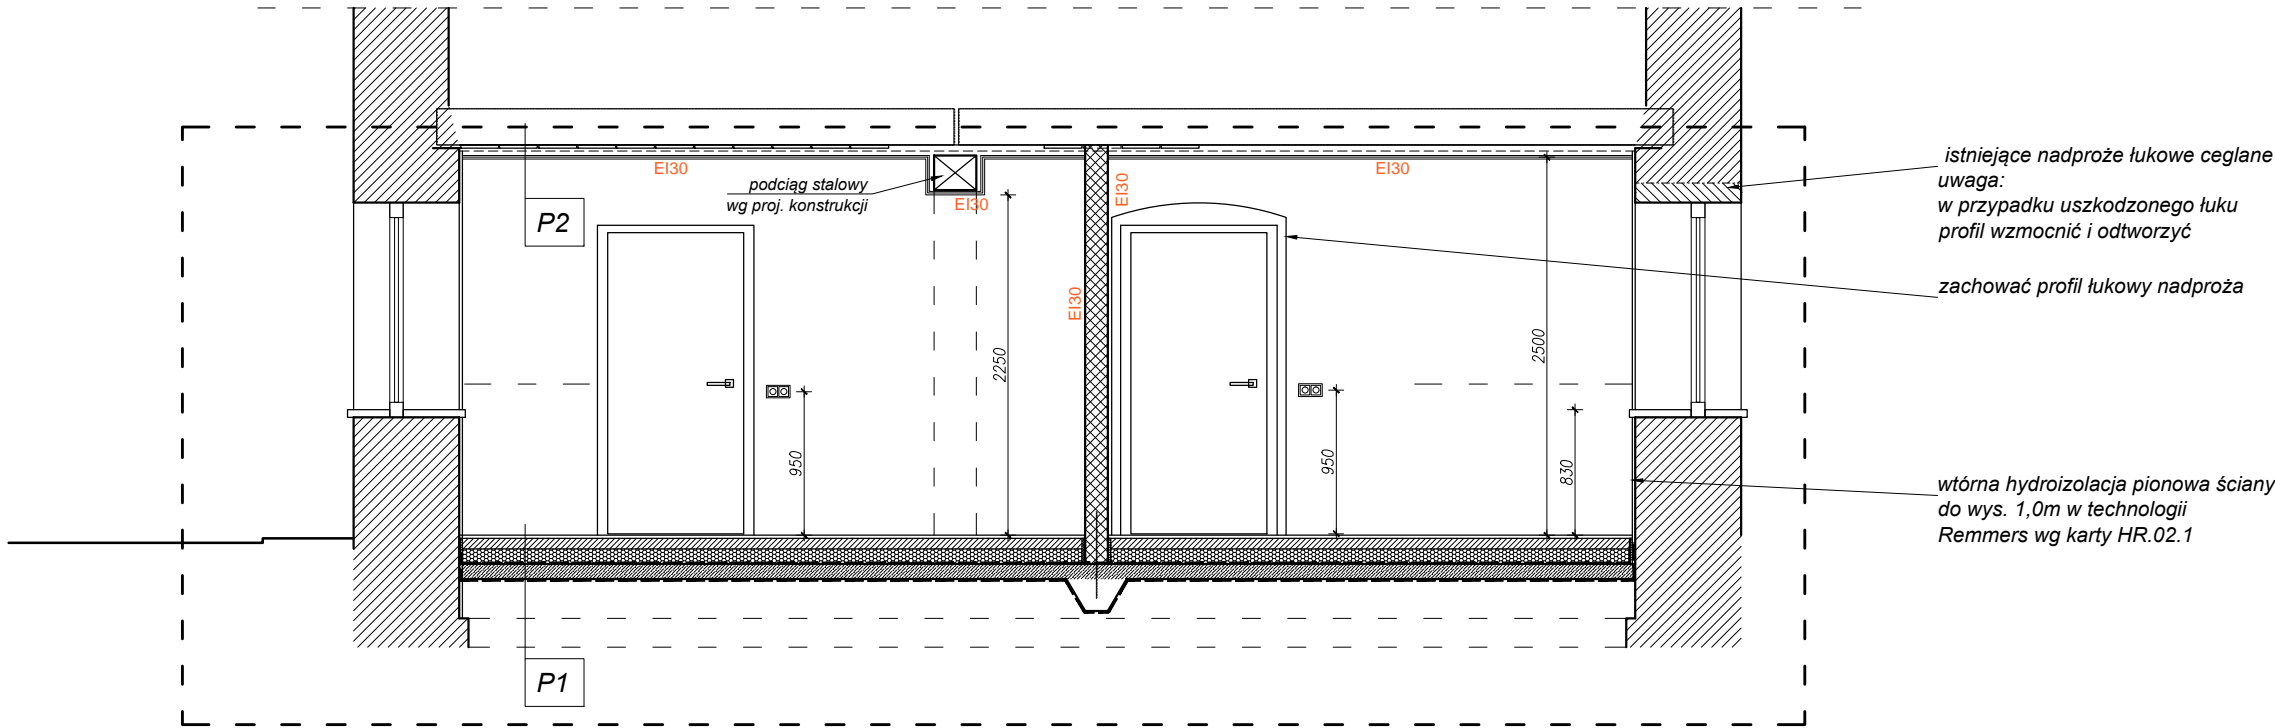 EI30
podciąg stalowy
wg proj. konstrukcji
EI30
EI30
EI30
EI30
P2
istniejące nadproże łukowe ceglane
uwaga:
w przypadku uszkodzonego łuku
profil wzmocnić i odtworzyć
zachować profil łukowy nadproża
2250
2500
950
950
830
wtórna hydroizolacja pionowa ściany
do wys. 1,0m w technologii
Remmers wg karty HR.02.1
P1